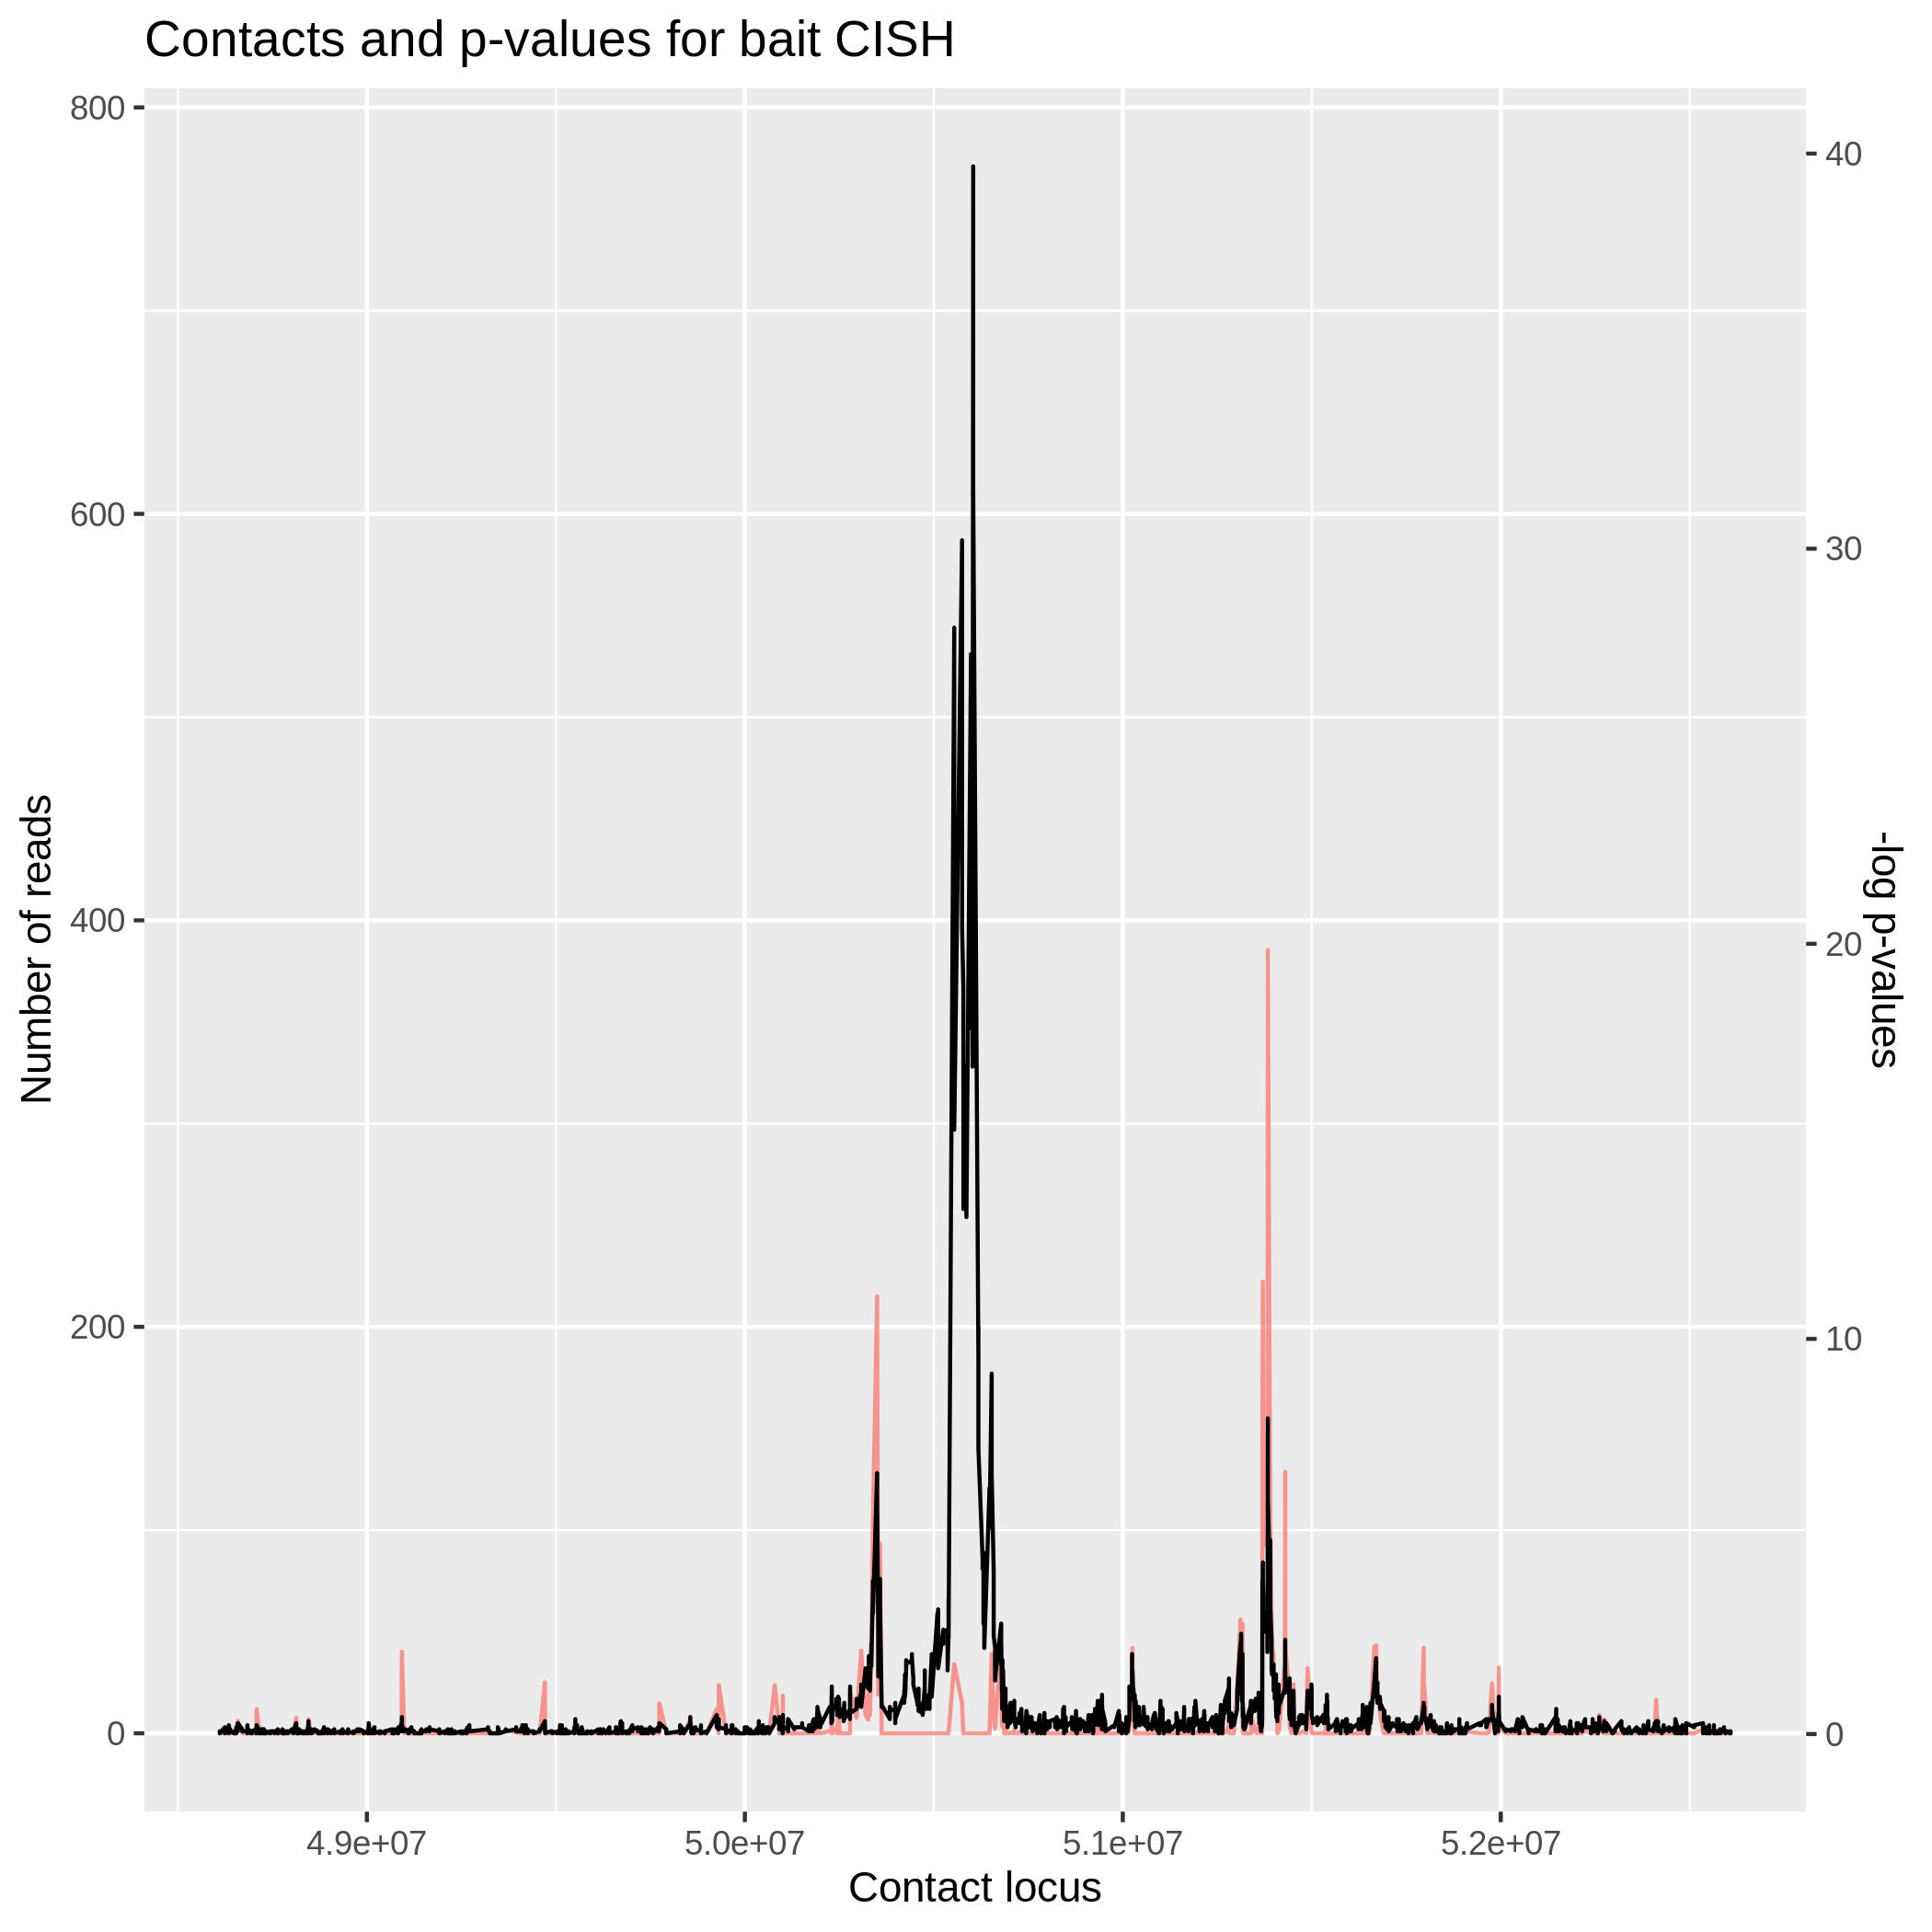 Contacts and p-values for bait CISH
800
600
400
200
0
Number of reads
40
30
20
10
0
-log p-values
4.9e+07
5.0e+07
5.1e+07
5.2e+07
Contact locus